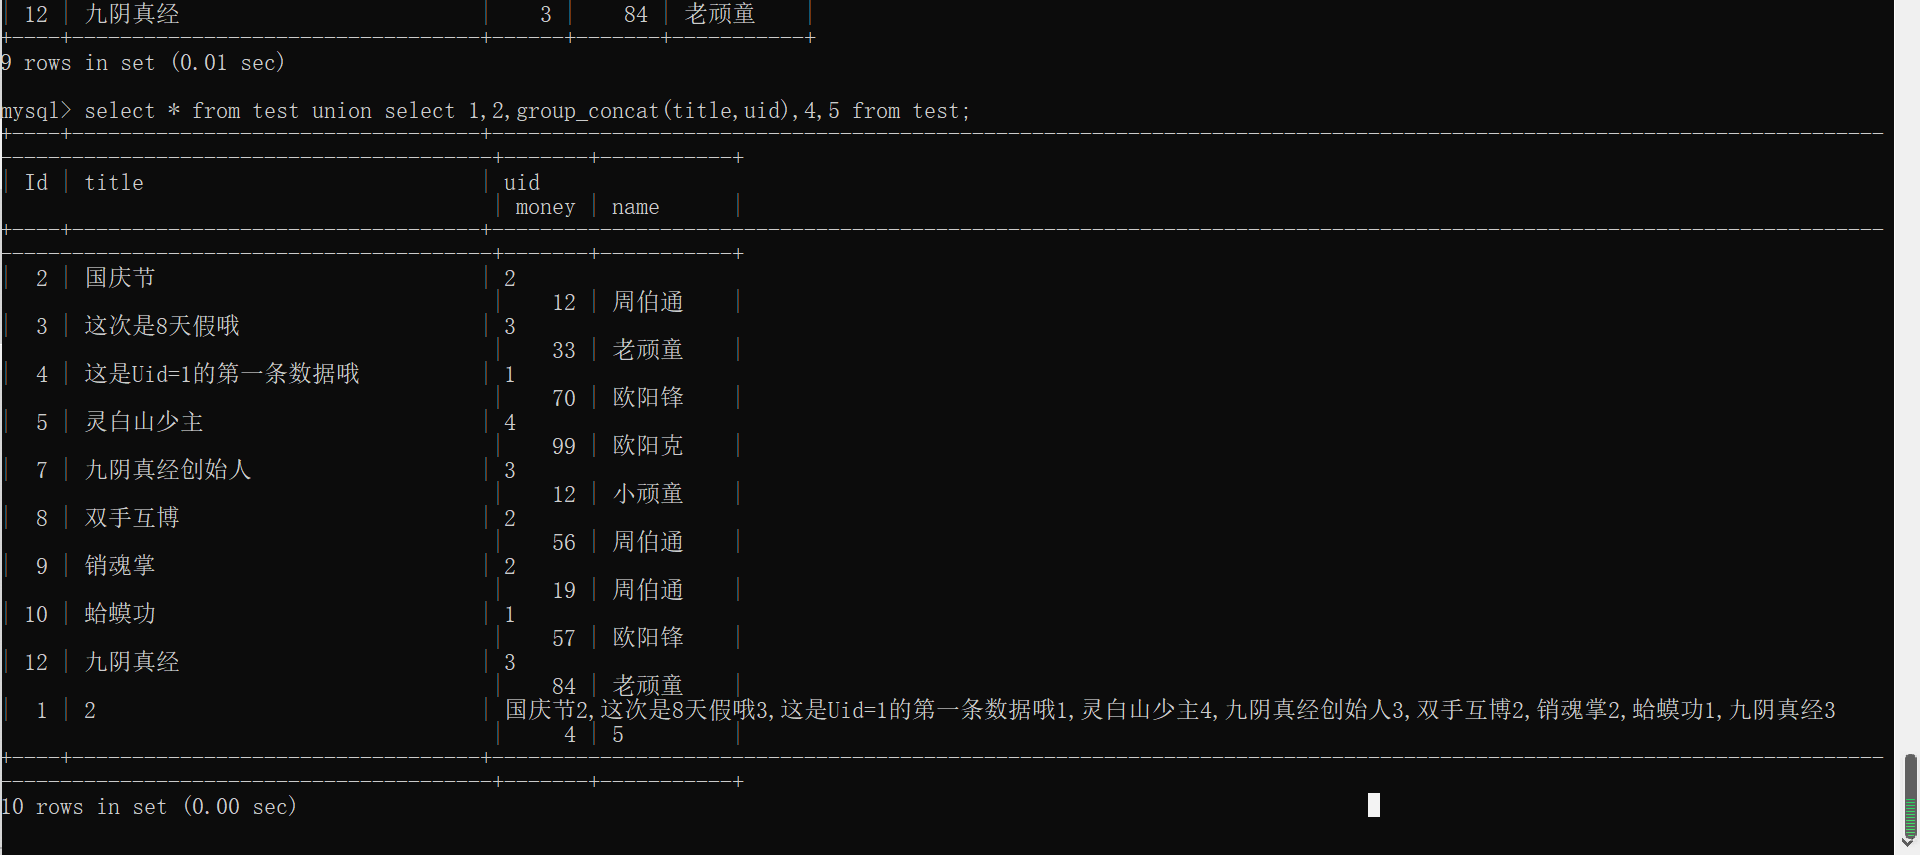 | 12 | 九阴真经 | 3 | 84 | 老顽童 |
+----+----------------------------------+------+-------+-----------+
9 rows in set (0.01 sec)
mysql> select * from test union select 1,2,group_concat(title,uid),4,5 from test;
| Id | title | uid
| money | name |
| 2 | 国庆节 | 2
| 12 | 周伯通 |
| 3 | 这次是8天假哦 | 3
| 33 | 老顽童 |
| 4 | 这是Uid=1的第一条数据哦 | 1
| 70 | 欧阳锋 |
| 5 | 灵白山少主 | 4
| 99 | 欧阳克 |
| 7 | 九阴真经创始人 | 3
| 12 | 小顽童 |
| 8 | 双手互博 | 2
| 56 | 周伯通 |
| 9 | 销魂掌 | 2
| 19 | 周伯通 |
| 10 | 蛤蟆功 | 1
| 57 | 欧阳锋 |
| 12 | 九阴真经 | 3
| 84 | 老顽童 |
| 1 | 2 | 国庆节2,这次是8天假哦3,这是Uid=1的第一条数据哦1,灵白山少主4,九阴真经创始人3,双手互博2,销魂掌2,蛤蟆功1,九阴真经3
| 4 | 5 |
10 rows in set (0.00 sec)